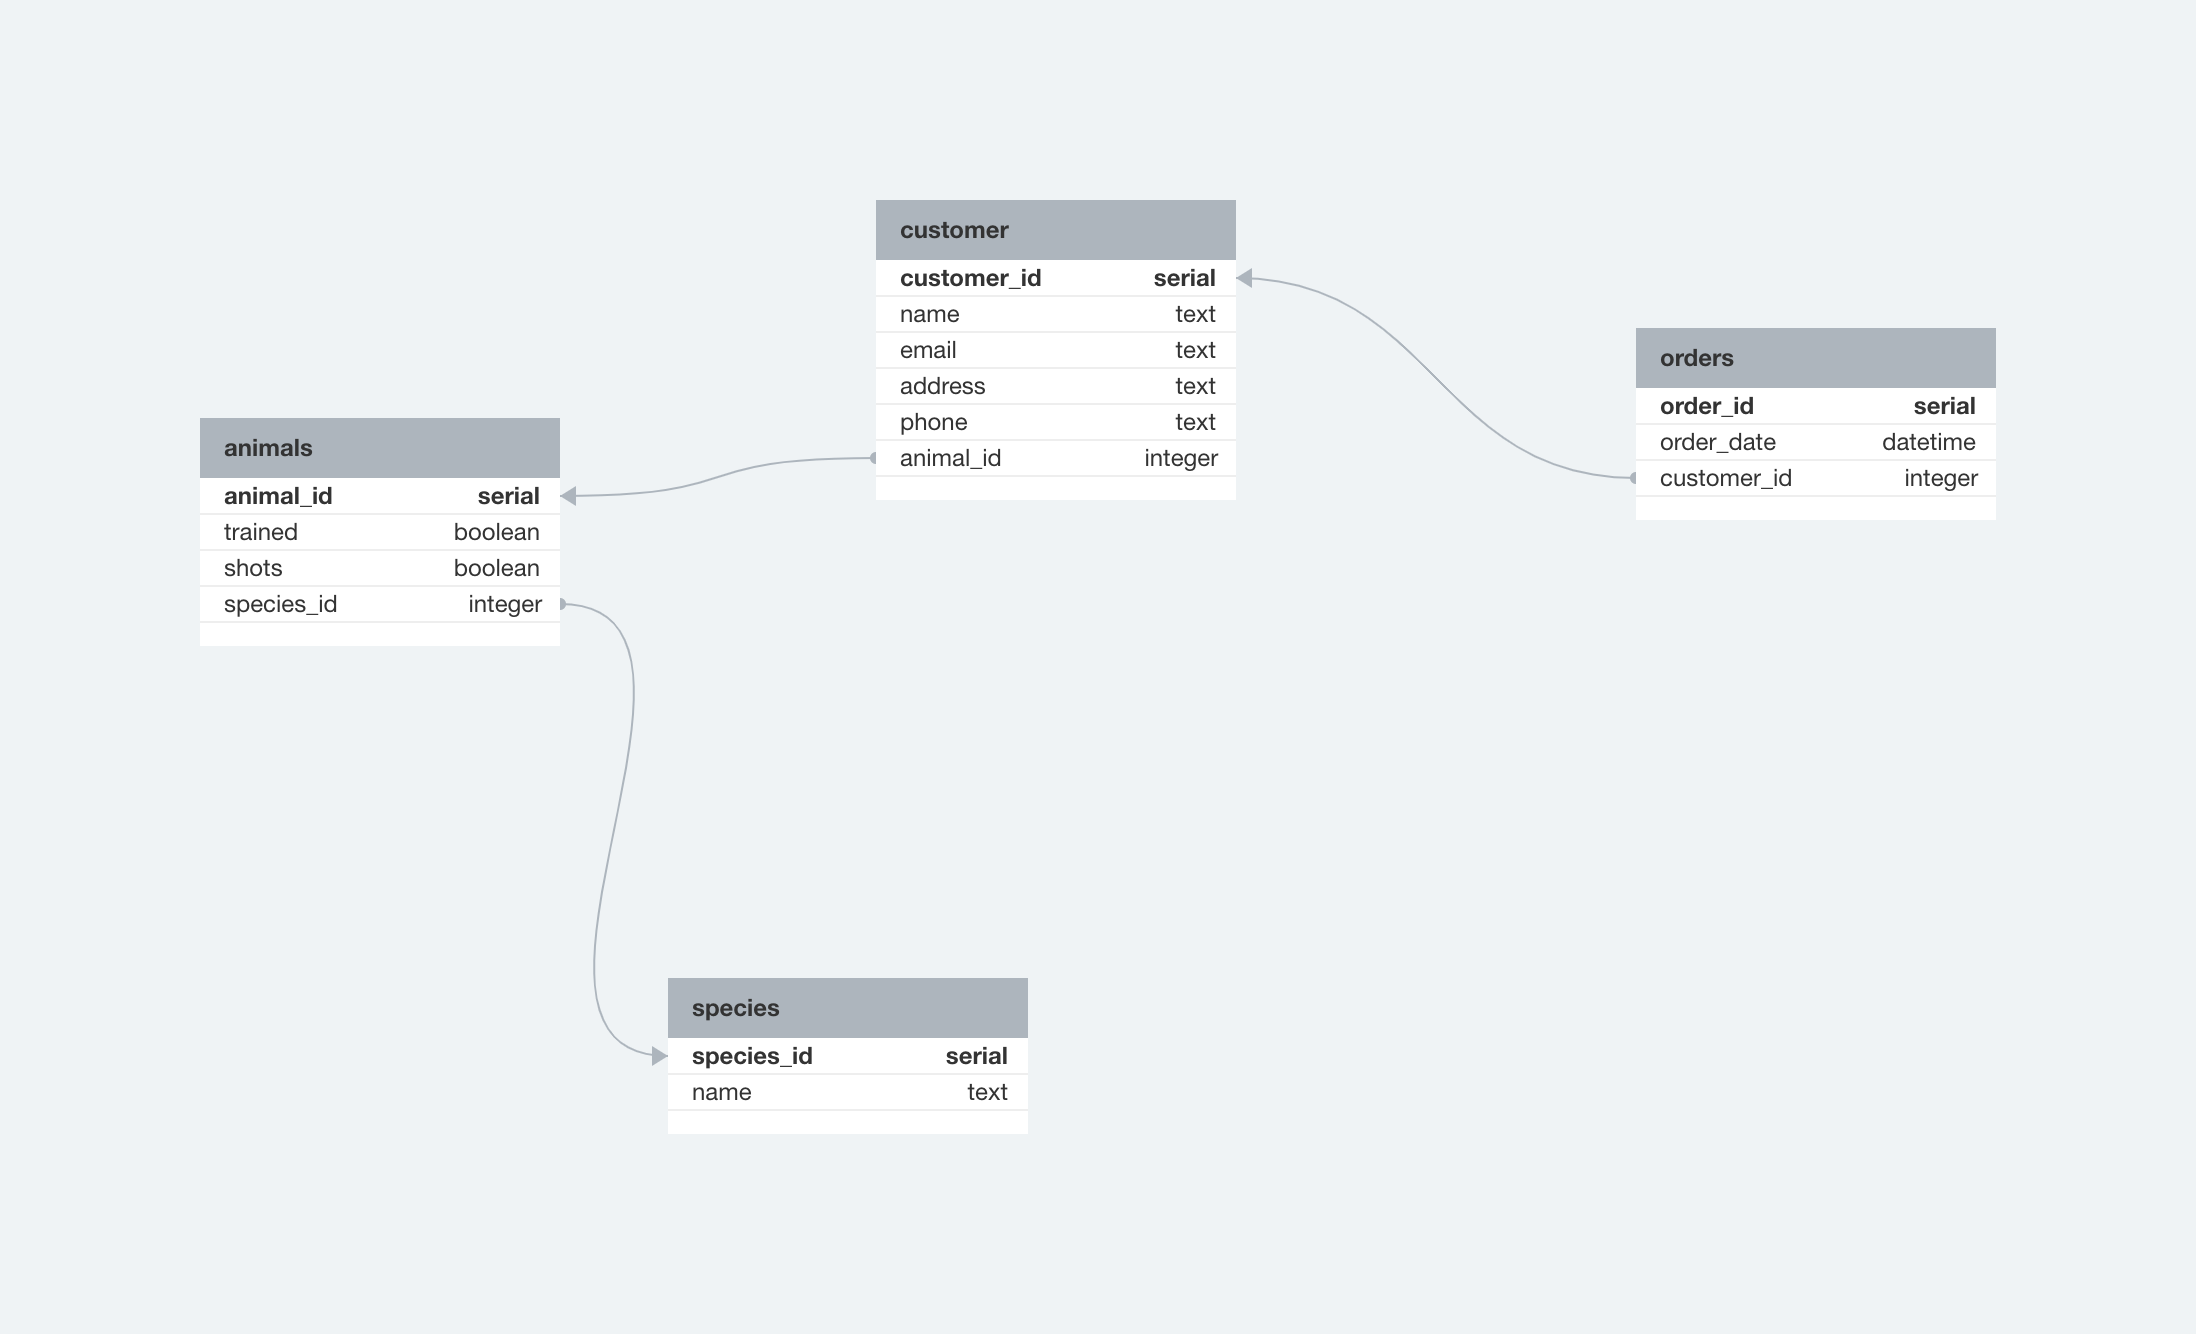 customer
customer_id serial
name text
email text
address text
phone text
animal_id integer
orders
order_id serial
order_date datetime
customer_id integer
animals
animal_id serial
trained boolean
shots boolean
species_id integer
species
species_id serial
name text